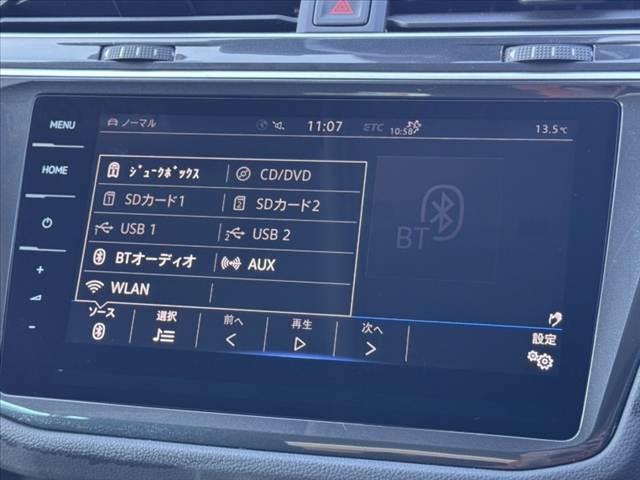 MENU
HOME
ノーマル 11:07 ETC 10:58 13.5℃
ジュークボックス CD/DVD
SDカード1 SDカード2
USB 1 USB 2
BTオーディオ AUX
WLAN
BT
ソース 選択 前へ 再生 次へ 設定